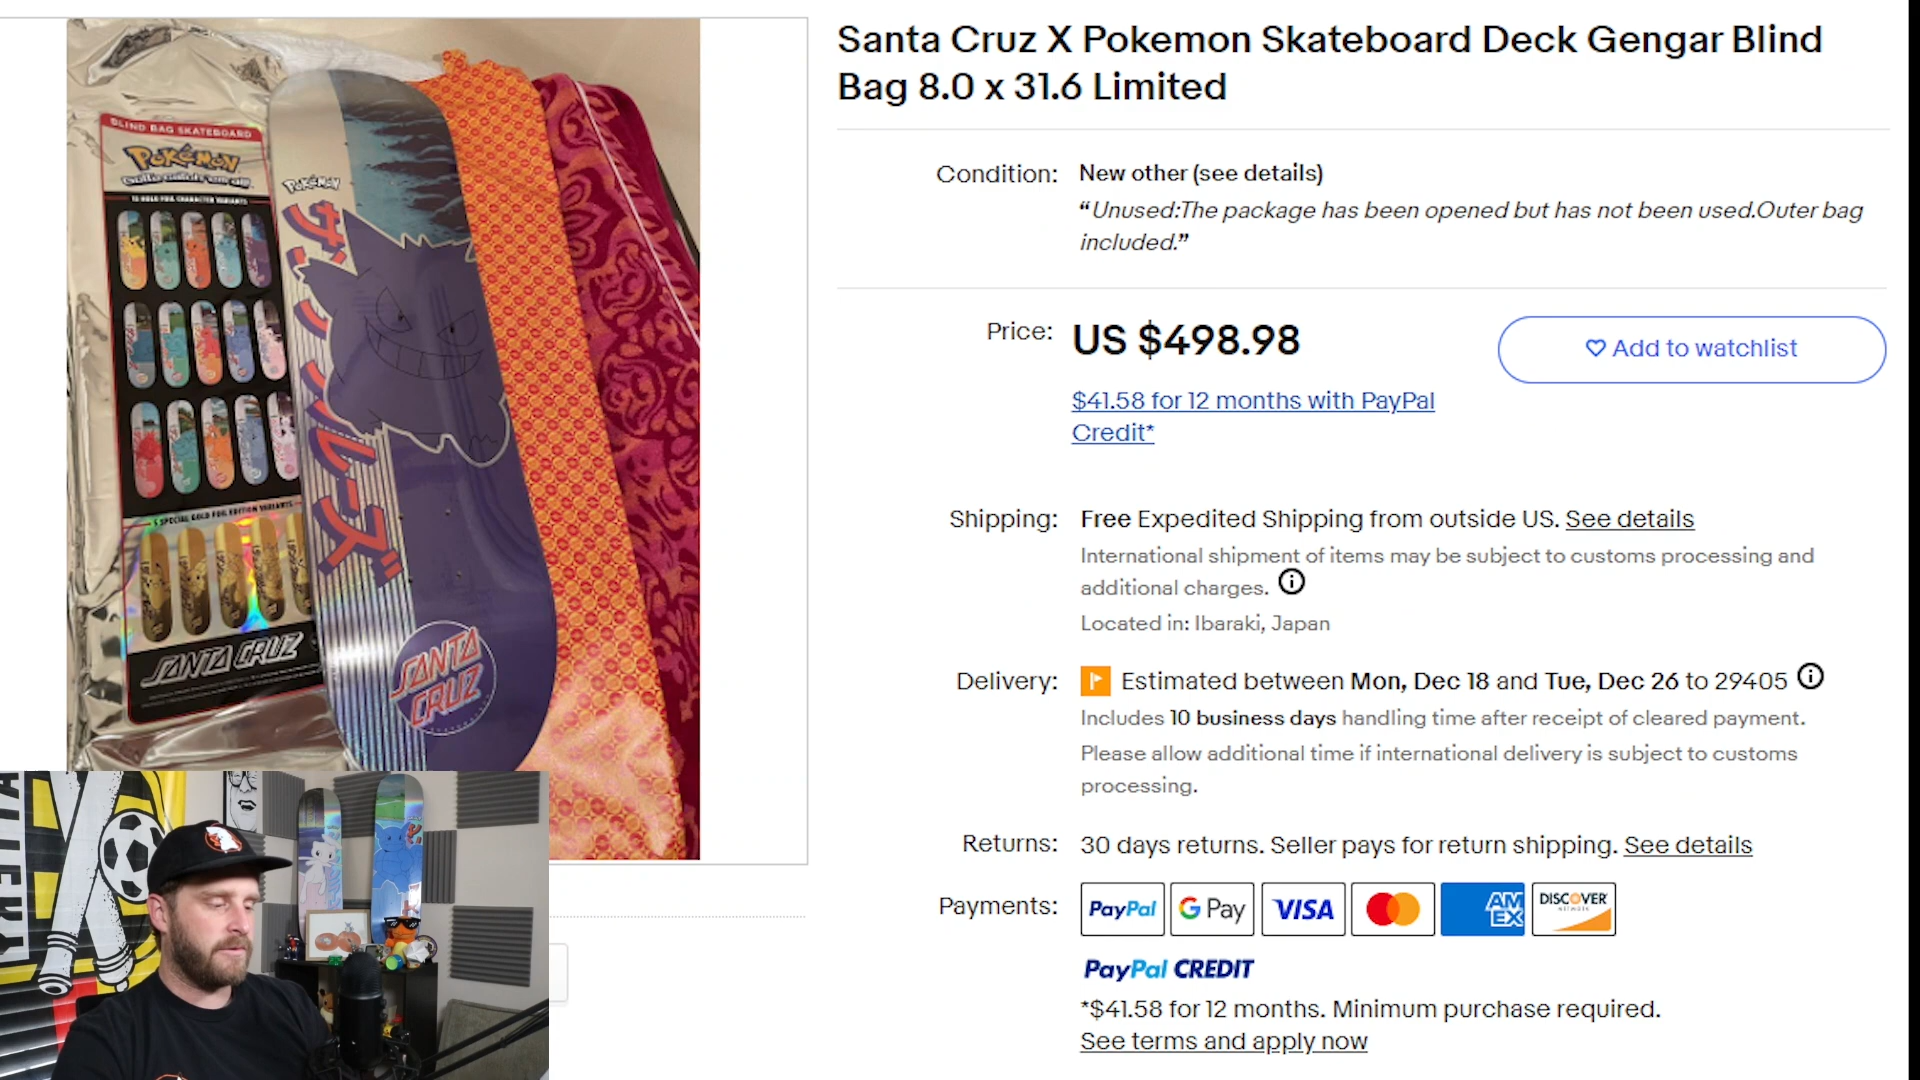 Santa Cruz X Pokemon Skateboard Deck Gengar Blind
Bag 8.0 x 31.6 Limited
Condition: New other (see details)
“Unused:The package has been opened but has not been used.Outer bag
included.”
Price: US $498.98
Add to watchlist
$41.58 for 12 months with PayPal
Credit*
Shipping: Free Expedited Shipping from outside US. See details
International shipment of items may be subject to customs processing and
additional charges.
Located in: Ibaraki, Japan
Delivery: Estimated between Mon, Dec 18 and Tue, Dec 26 to 29405
Includes 10 business days handling time after receipt of cleared payment.
Please allow additional time if international delivery is subject to customs
processing.
Returns: 30 days returns. Seller pays for return shipping. See details
Payments: PayPal G Pay VISA AM EX DISCOVER NETWORK
PayPal CREDIT
*$41.58 for 12 months. Minimum purchase required.
See terms and apply now
BLIND BAG SKATEBOARD
POKÉMON
5 SPECIAL GOLD FOIL EDITION VARIANTS
SANTA CRUZ
POKÉMON
SANTA
CRUZ